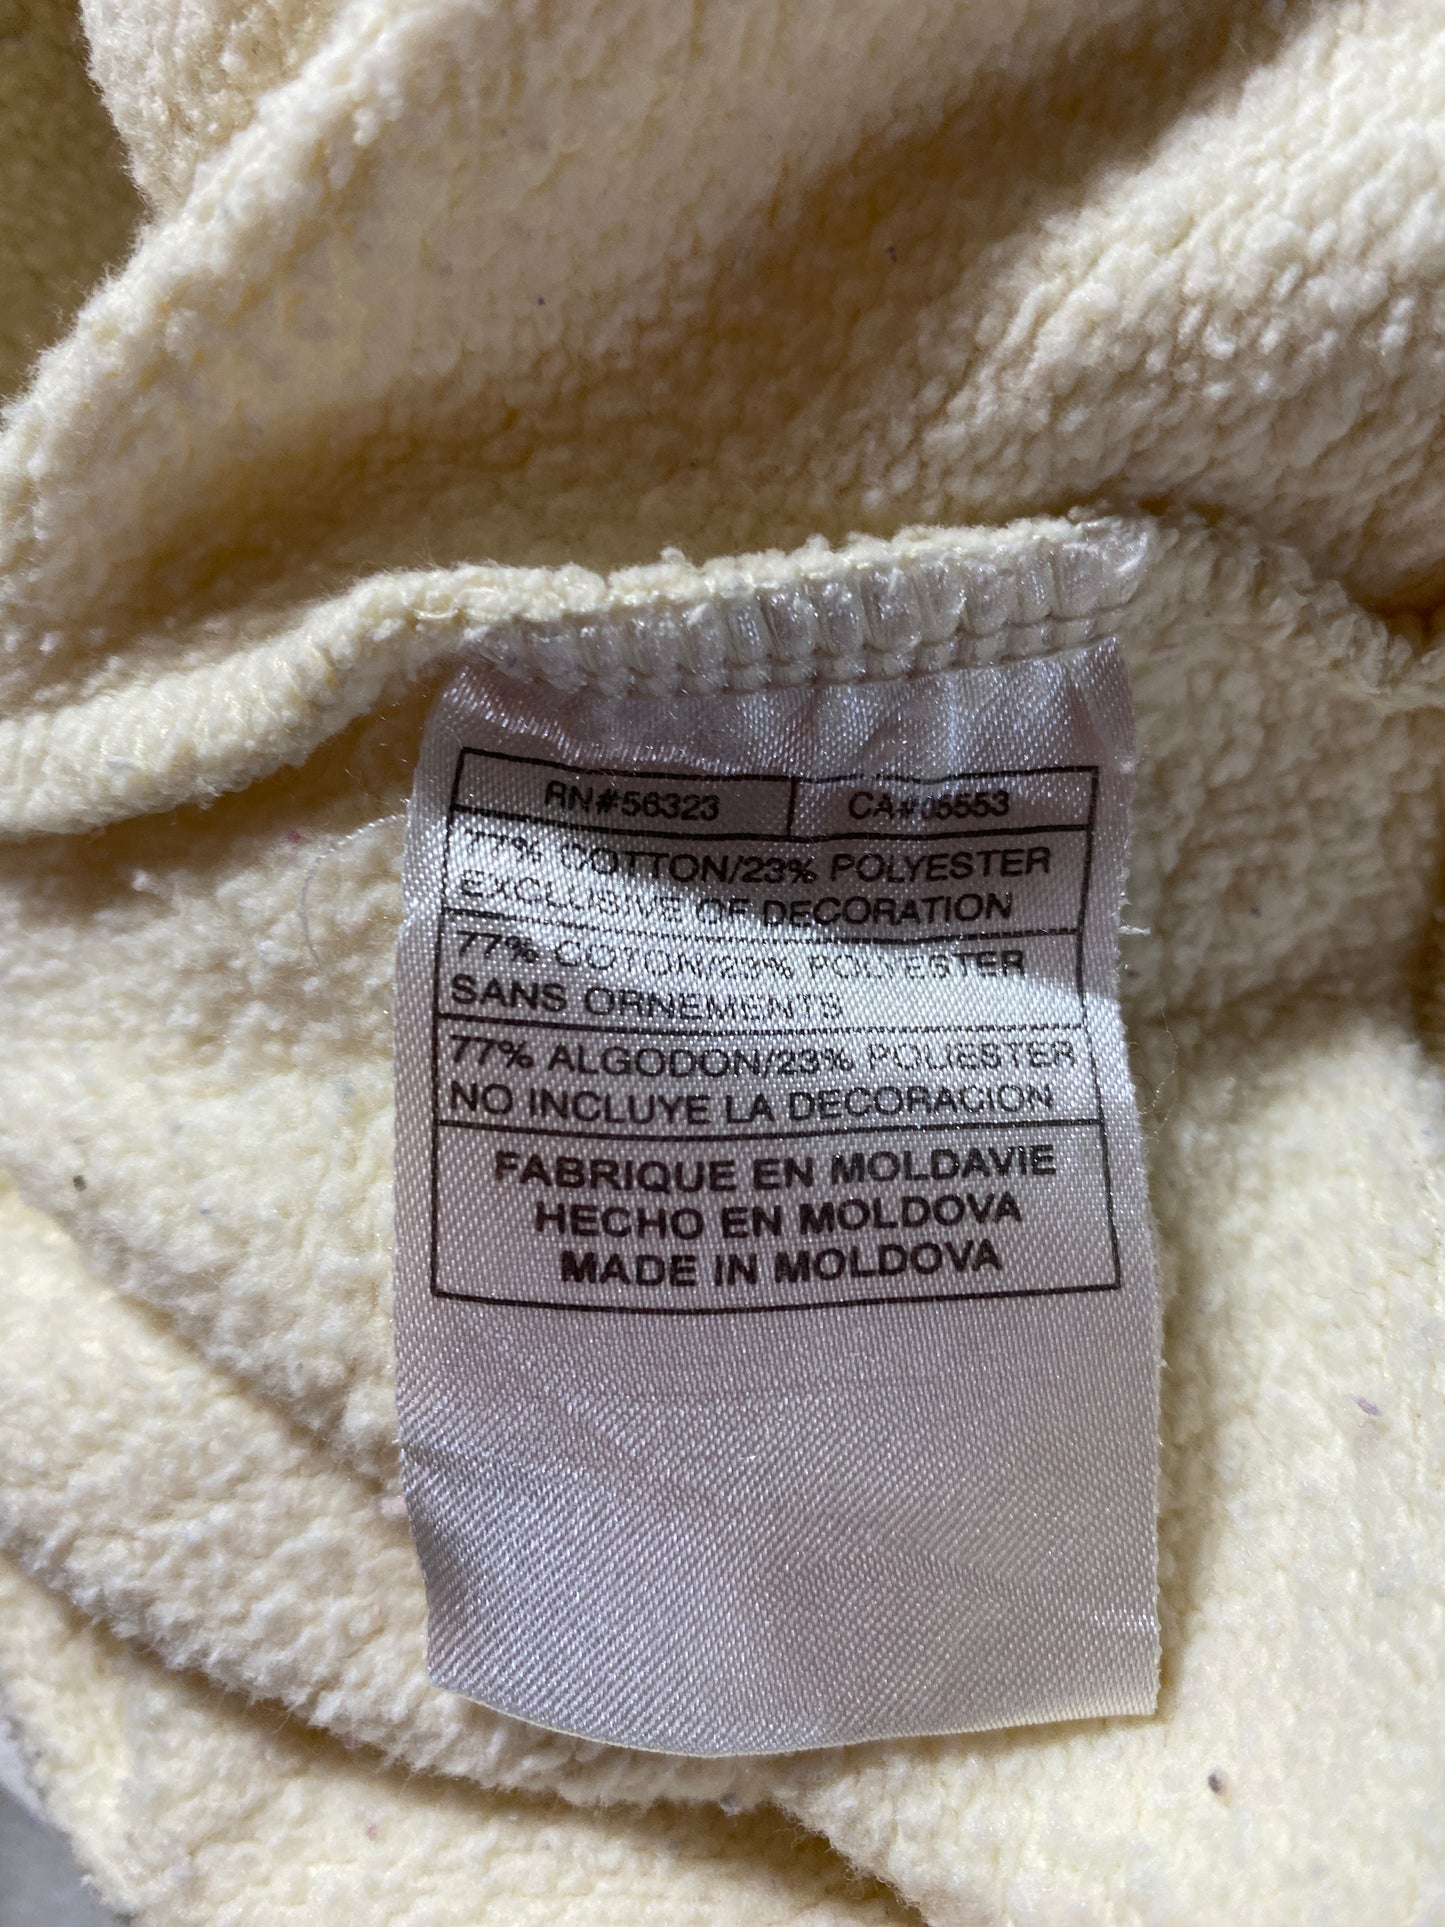 RN#56323 CA#05553
77% COTTON/23% POLYESTER
EXCLUSIVE OF DECORATION
77% COTON/23% POLYESTER
SANS ORNEMENTS
77% ALGODON/23% POLIESTER
NO INCLUYE LA DECORACION
FABRIQUE EN MOLDAVIE
HECHO EN MOLDOVA
MADE IN MOLDOVA